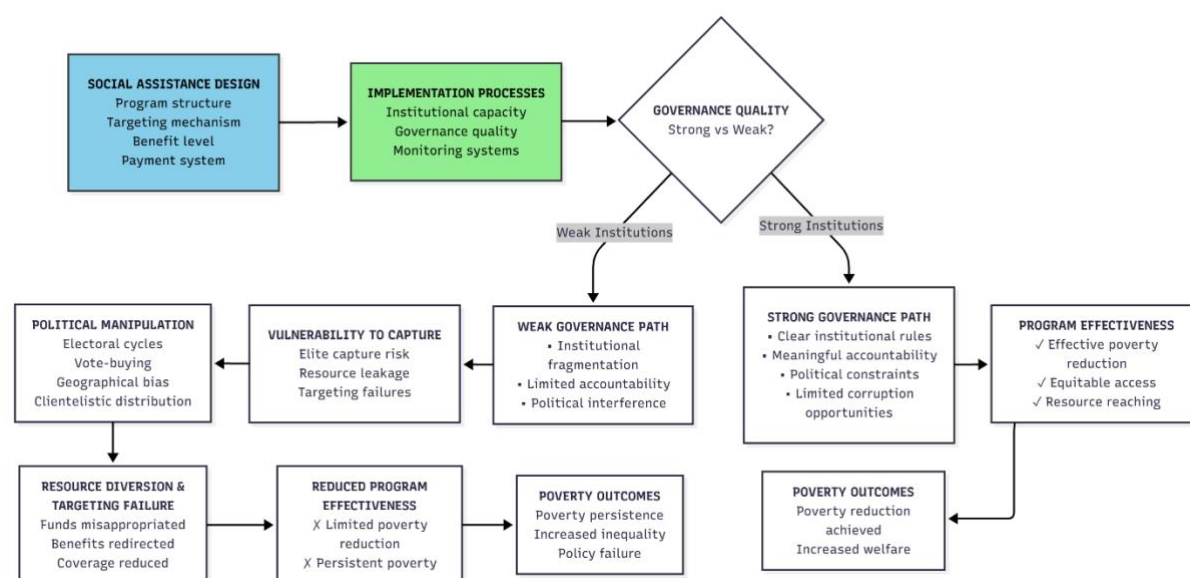 SOCIAL ASSISTANCE DESIGN
Program structure
Targeting mechanism
Benefit level
Payment system
IMPLEMENTATION PROCESSES
Institutional capacity
Governance quality
Monitoring systems
GOVERNANCE QUALITY
Strong vs Weak?
Weak Institutions
Strong Institutions
POLITICAL MANIPULATION
Electoral cycles
Vote-buying
Geographical bias
Clientelistic distribution
VULNERABILITY TO CAPTURE
Elite capture risk
Resource leakage
Targeting failures
WEAK GOVERNANCE PATH
▪ Institutional
fragmentation
▪ Limited accountability
▪ Political interference
STRONG GOVERNANCE PATH
▪ Clear institutional rules
▪ Meaningful accountability
▪ Political constraints
▪ Limited corruption
opportunities
PROGRAM EFFECTIVENESS
✓ Effective poverty
reduction
✓ Equitable access
✓ Resource reaching
RESOURCE DIVERSION &
TARGETING FAILURE
Funds misappropriated
Benefits redirected
Coverage reduced
REDUCED PROGRAM
EFFECTIVENESS
✗ Limited poverty
reduction
✗ Persistent poverty
POVERTY OUTCOMES
Poverty persistence
Increased inequality
Policy failure
POVERTY OUTCOMES
Poverty reduction
achieved
Increased welfare